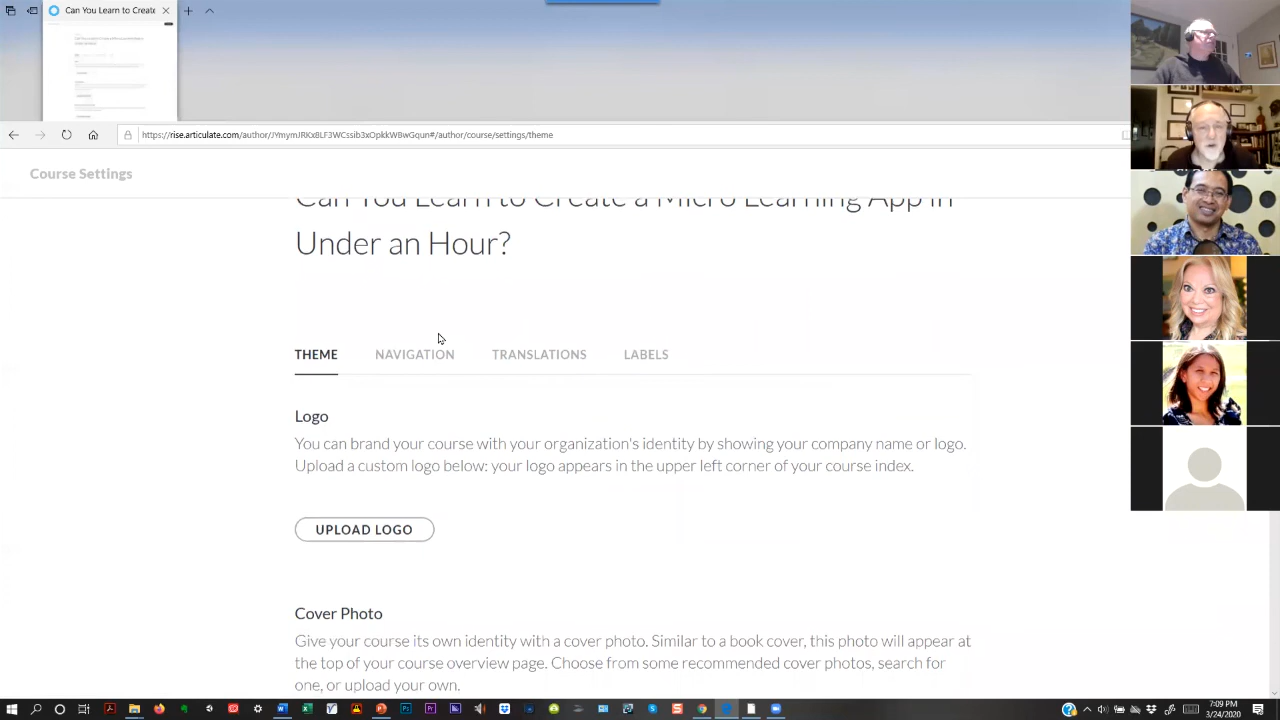 Can You Learn to Create
https://rise.articulate.com/author/JYmymJRKxBLF3WCssibI3xOpkkWBwGqun#/author/course-settings/theme
Course Settings
Can You Learn to Create a Micro Learning App in
Under an Hour?
THEME
NAVIGATION
SLATIONS
LABELS
Logo
You can brand your course with your organization's identity by showing your company name or logo.
Upload a custom logo below: your logo appears in the upper left corner of your course index.
UPLOAD LOGO
Cover Photo
Give your course its own identity with a cover photo. Similar to a book cover, this photo will appear at
the top of your course overview page. Choose from some recommended cover photos, search for
one, or upload your own.
7:09 PM
3/24/2020